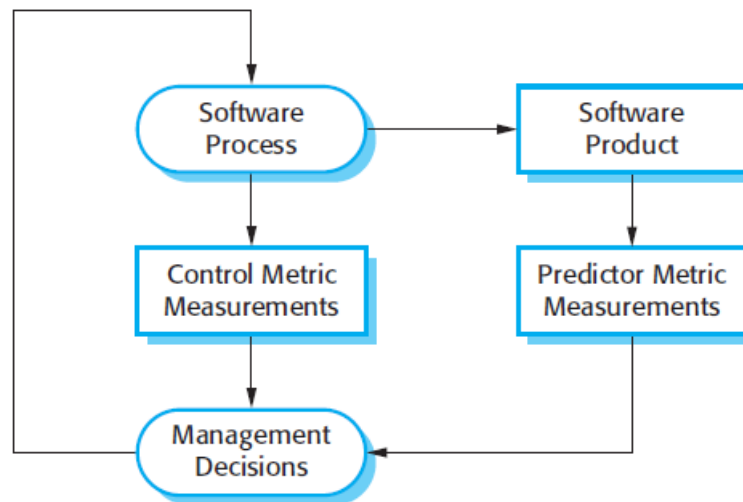 Software
Process
Software
Product
Control Metric
Measurements
Predictor Metric
Measurements
Management
Decisions